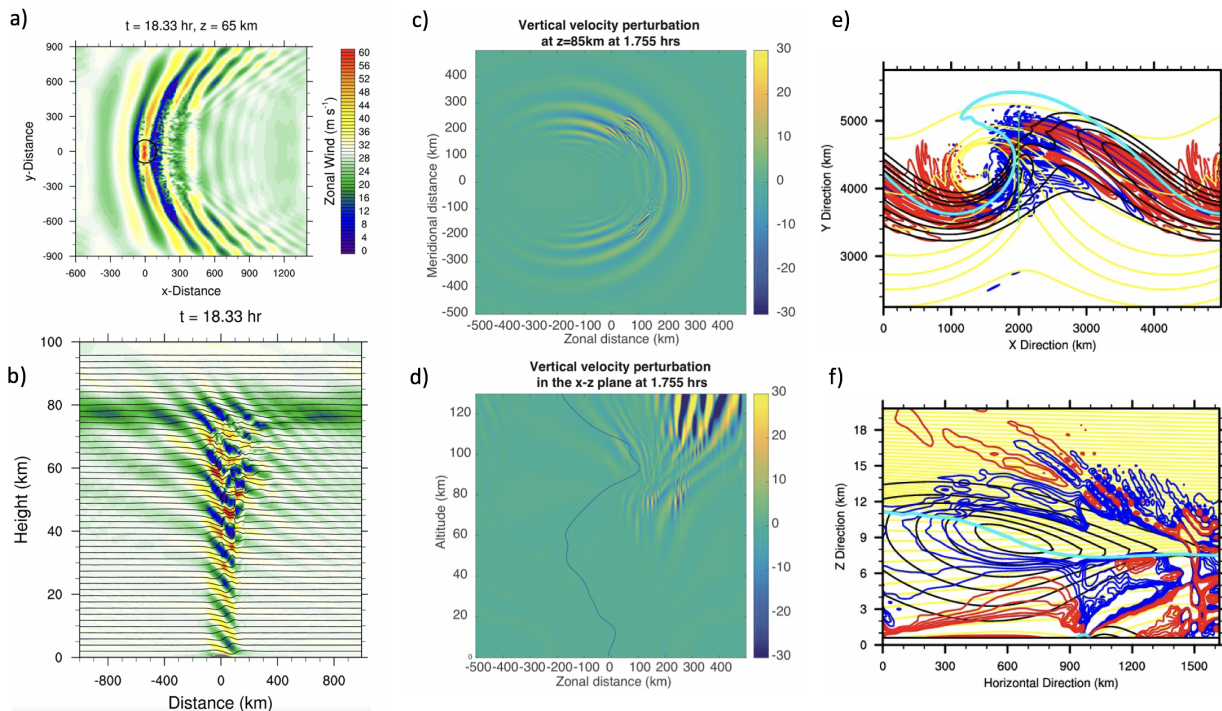 a)
t = 18.33 hr, z = 65 km
y-Distance
900
600
300
0
-300
-600
-900
-600 -300 0 300 600 900 1200
x-Distance
60
56
52
48
44
40
36
32
28
24
20
16
12
8
4
0
Zonal Wind (m s-1)
b)
t = 18.33 hr
Height (km)
100
80
60
40
20
0
-800 -400 0 400 800
Distance (km)
c)
Vertical velocity perturbation
at z=85km at 1.755 hrs
Meridional distance (km)
400
300
200
100
0
-100
-200
-300
-400
-500
-500 -400 -300 -200 -100 0 100 200 300 400
Zonal distance (km)
30
20
10
0
-10
-20
-30
d)
Vertical velocity perturbation
in the x-z plane at 1.755 hrs
Altitude (km)
120
100
80
60
40
20
0
-500 -400 -300 -200 -100 0 100 200 300 400
Zonal distance (km)
30
20
10
0
-10
-20
-30
e)
Y Direction (km)
5000
4000
3000
0 1000 2000 3000 4000
X Direction (km)
f)
Z Direction (km)
18
15
12
9
6
3
0
0 300 600 900 1200 1500
Horizontal Direction (km)